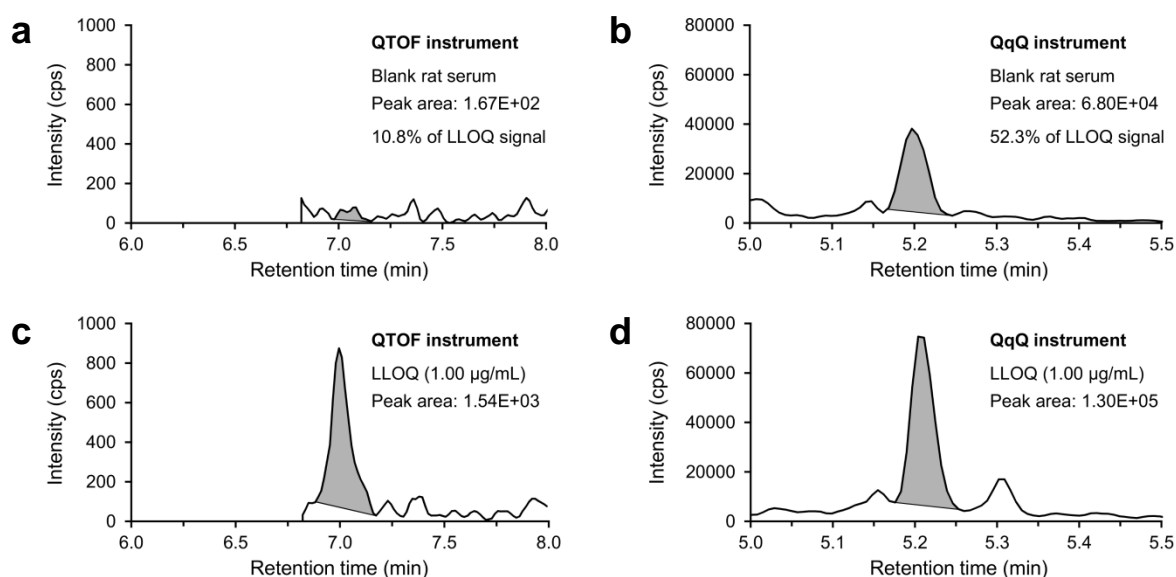 a
QTOF instrument
Blank rat serum
Peak area: 1.67E+02
10.8% of LLOQ signal
Intensity (cps)
1000
800
600
400
200
0
6.0 6.5 7.0 7.5 8.0
Retention time (min)
b
QqQ instrument
Blank rat serum
Peak area: 6.80E+04
52.3% of LLOQ signal
Intensity (cps)
80000
60000
40000
20000
0
5.0 5.1 5.2 5.3 5.4 5.5
Retention time (min)
c
QTOF instrument
LLOQ (1.00 µg/mL)
Peak area: 1.54E+03
Intensity (cps)
1000
800
600
400
200
0
6.0 6.5 7.0 7.5 8.0
Retention time (min)
d
QqQ instrument
LLOQ (1.00 µg/mL)
Peak area: 1.30E+05
Intensity (cps)
80000
60000
40000
20000
0
5.0 5.1 5.2 5.3 5.4 5.5
Retention time (min)